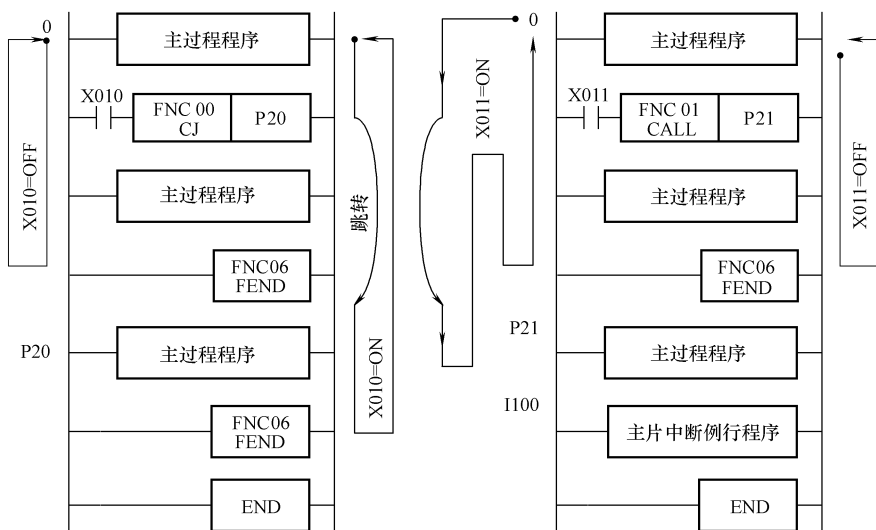 0
主过程程序
X010
FNC 00
CJ
P20
主过程程序
FNC06
FEND
P20
主过程程序
FNC06
FEND
END
X010=OFF
跳转
X010=ON
X011=ON
0
主过程程序
X011
FNC 01
CALL
P21
主过程程序
FNC06
FEND
P21
主过程程序
I100
主片中断例行程序
END
X011=OFF